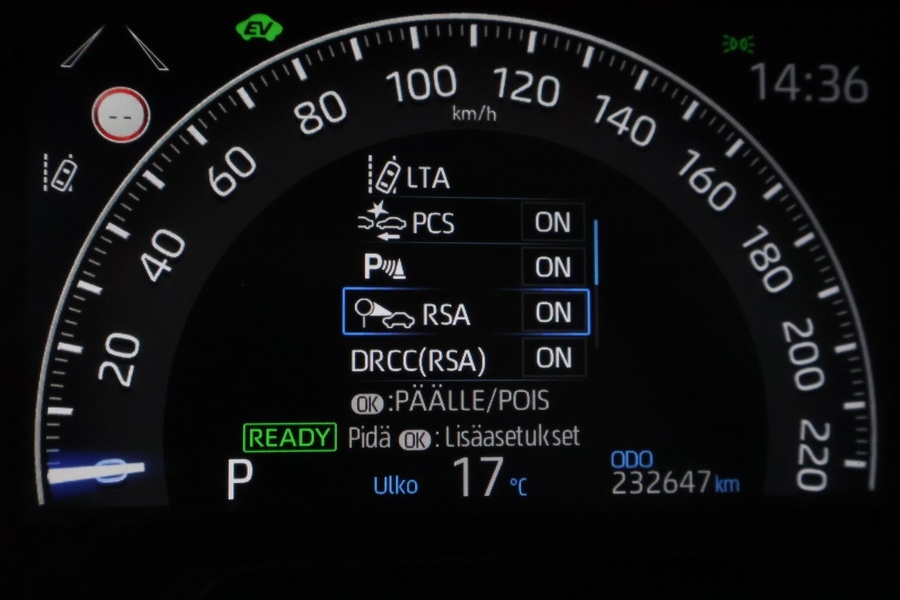 EV
14:36
--
0
20
40
60
80
100
120
140
160
180
200
220
km/h
LTA
PCS ON
P ON
RSA ON
DRCC(RSA) ON
OK :PÄÄLLE/POIS
READY Pidä OK : Lisäasetukset
P Ulko 17 °C
ODO
232647 km